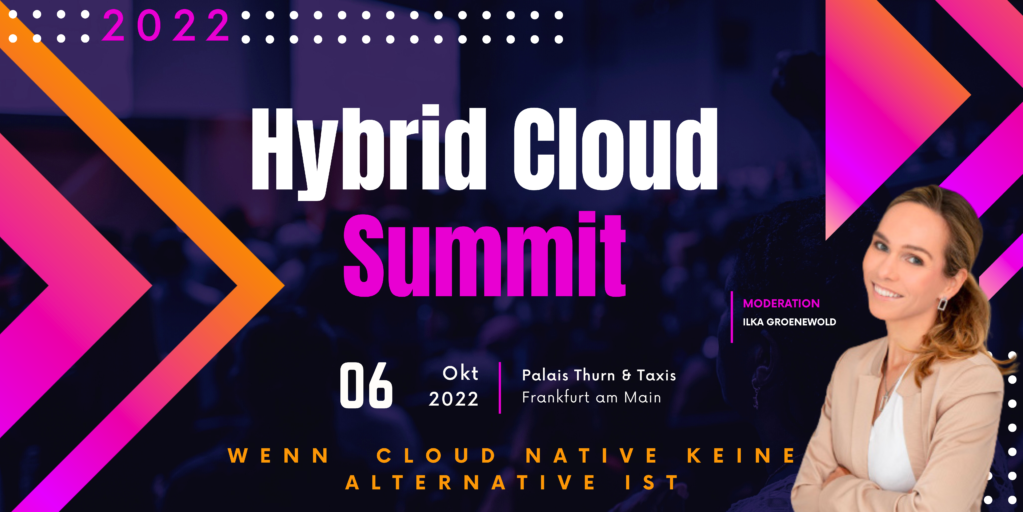 2022
Hybrid Cloud
Summit
MODERATION
ILKA GROENEWOLD
06
Okt
2022
Palais Thurn & Taxis
Frankfurt am Main
WENN CLOUD NATIVE KEINE
ALTERNATIVE IST